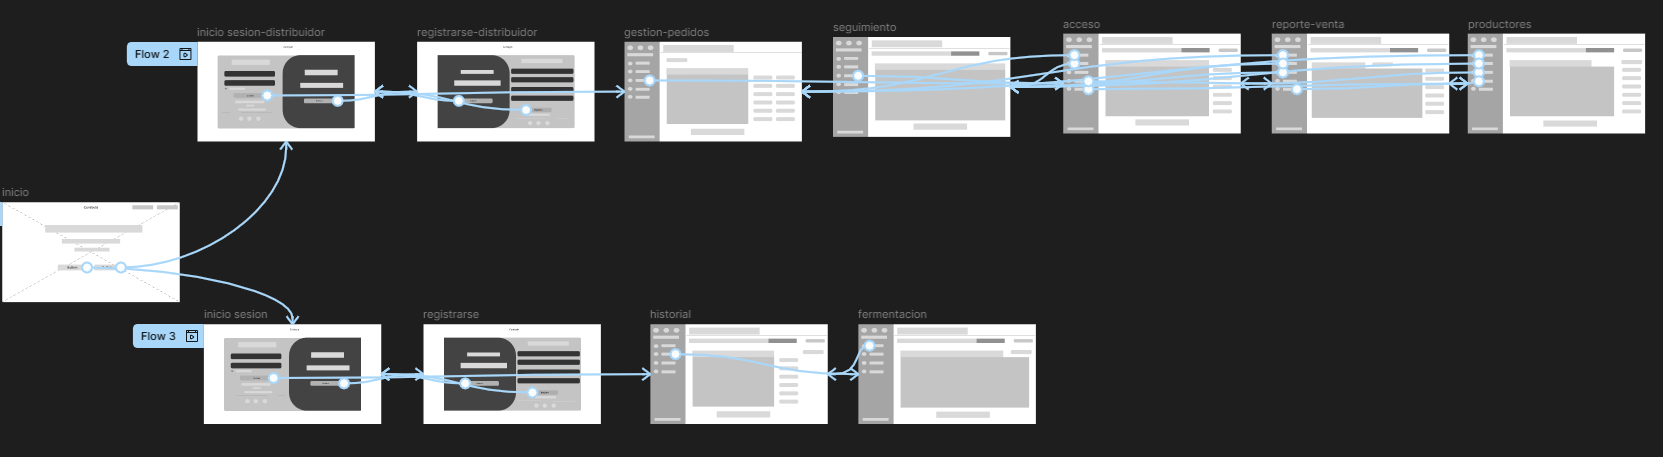 inicio sesion-distribuidor
registrarse-distribuidor
gestion-pedidos
seguimiento
acceso
reporte-venta
productores
Flow 2
inicio
inicio sesion
registrarse
historial
fermentacion
Flow 3